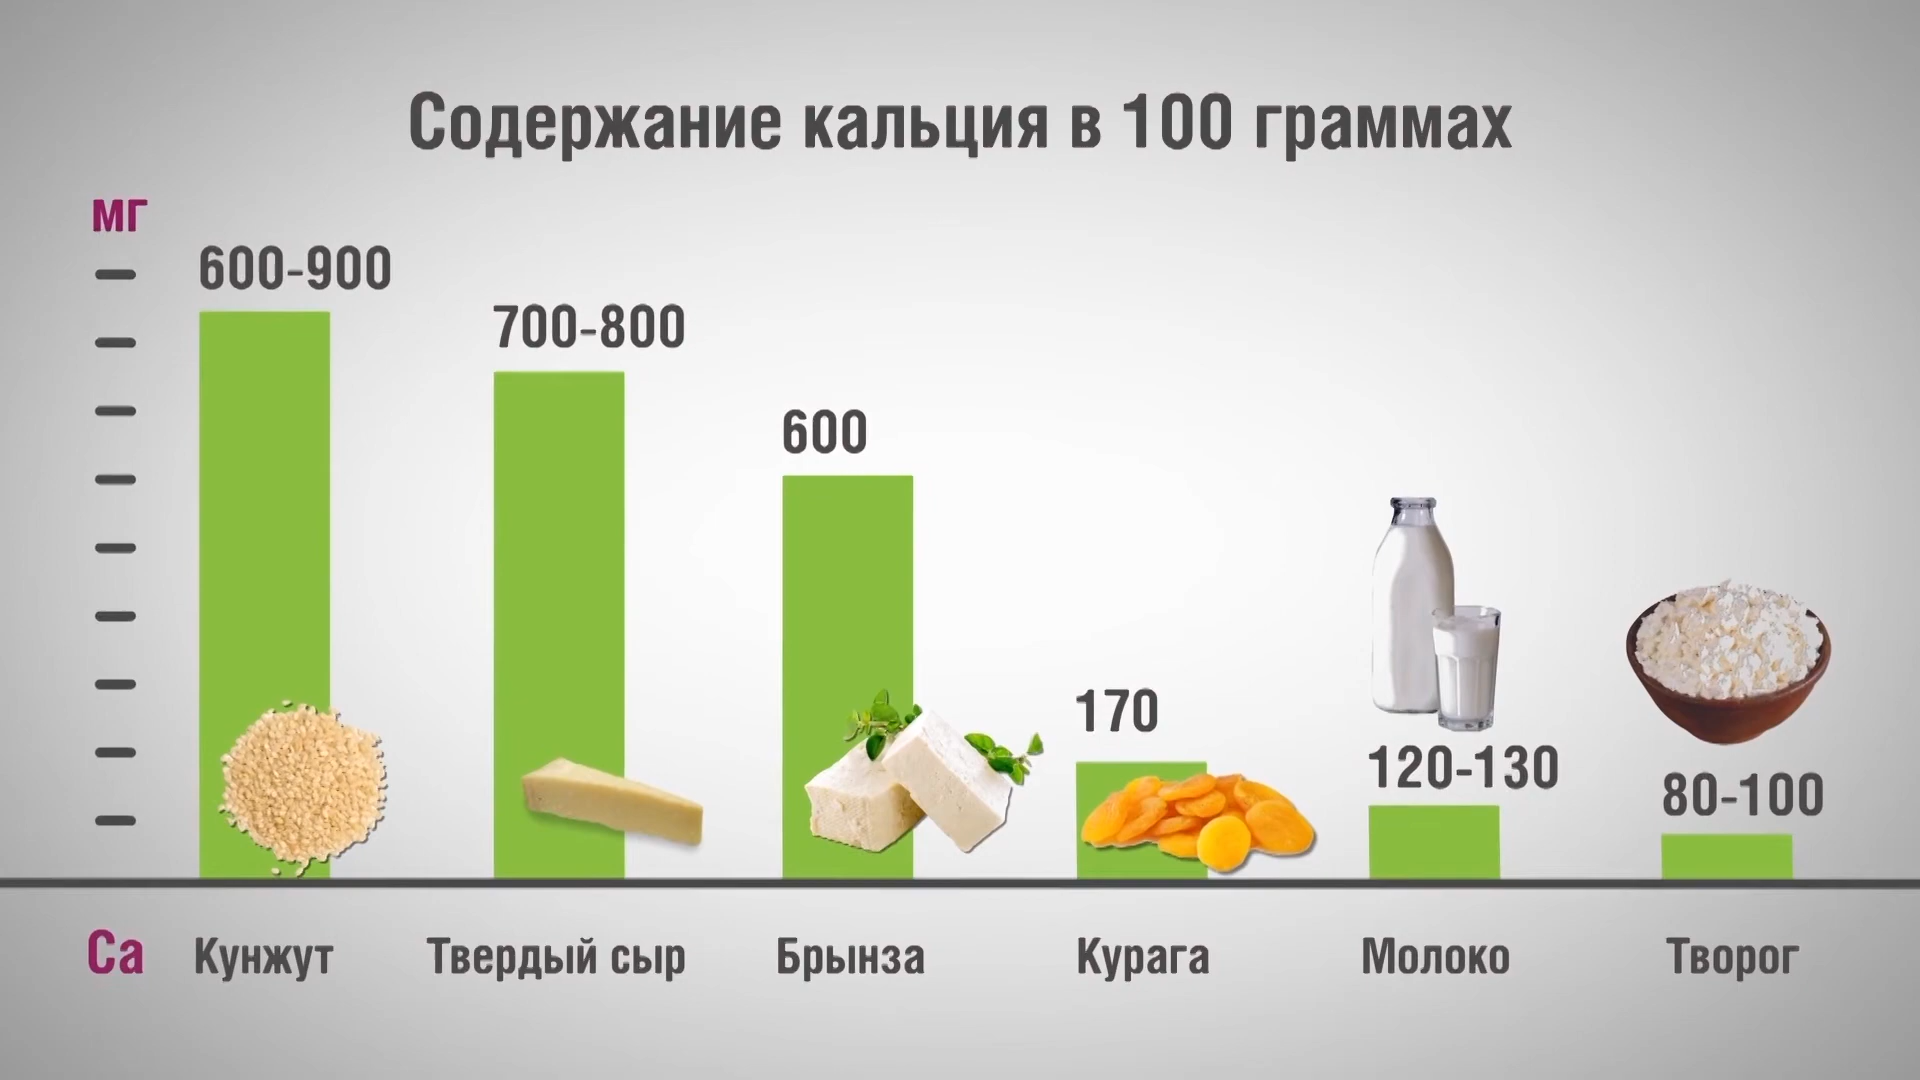 Содержание кальция в 100 граммах
мг
600-900
700-800
600
170
120-130
80-100
Ca Кунжут Твердый сыр Брынза Курага Молоко Творог